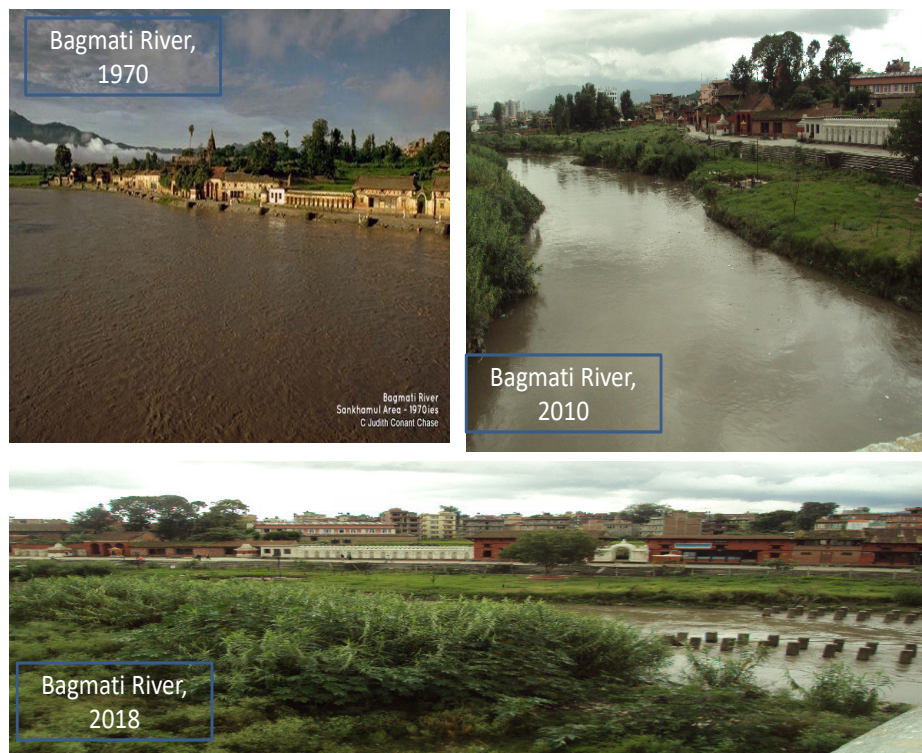 Bagmati River,
1970
Bagmati River
Sankhamul Area - 1970ies
C Judith Conant Chase
Bagmati River,
2010
Bagmati River,
2018